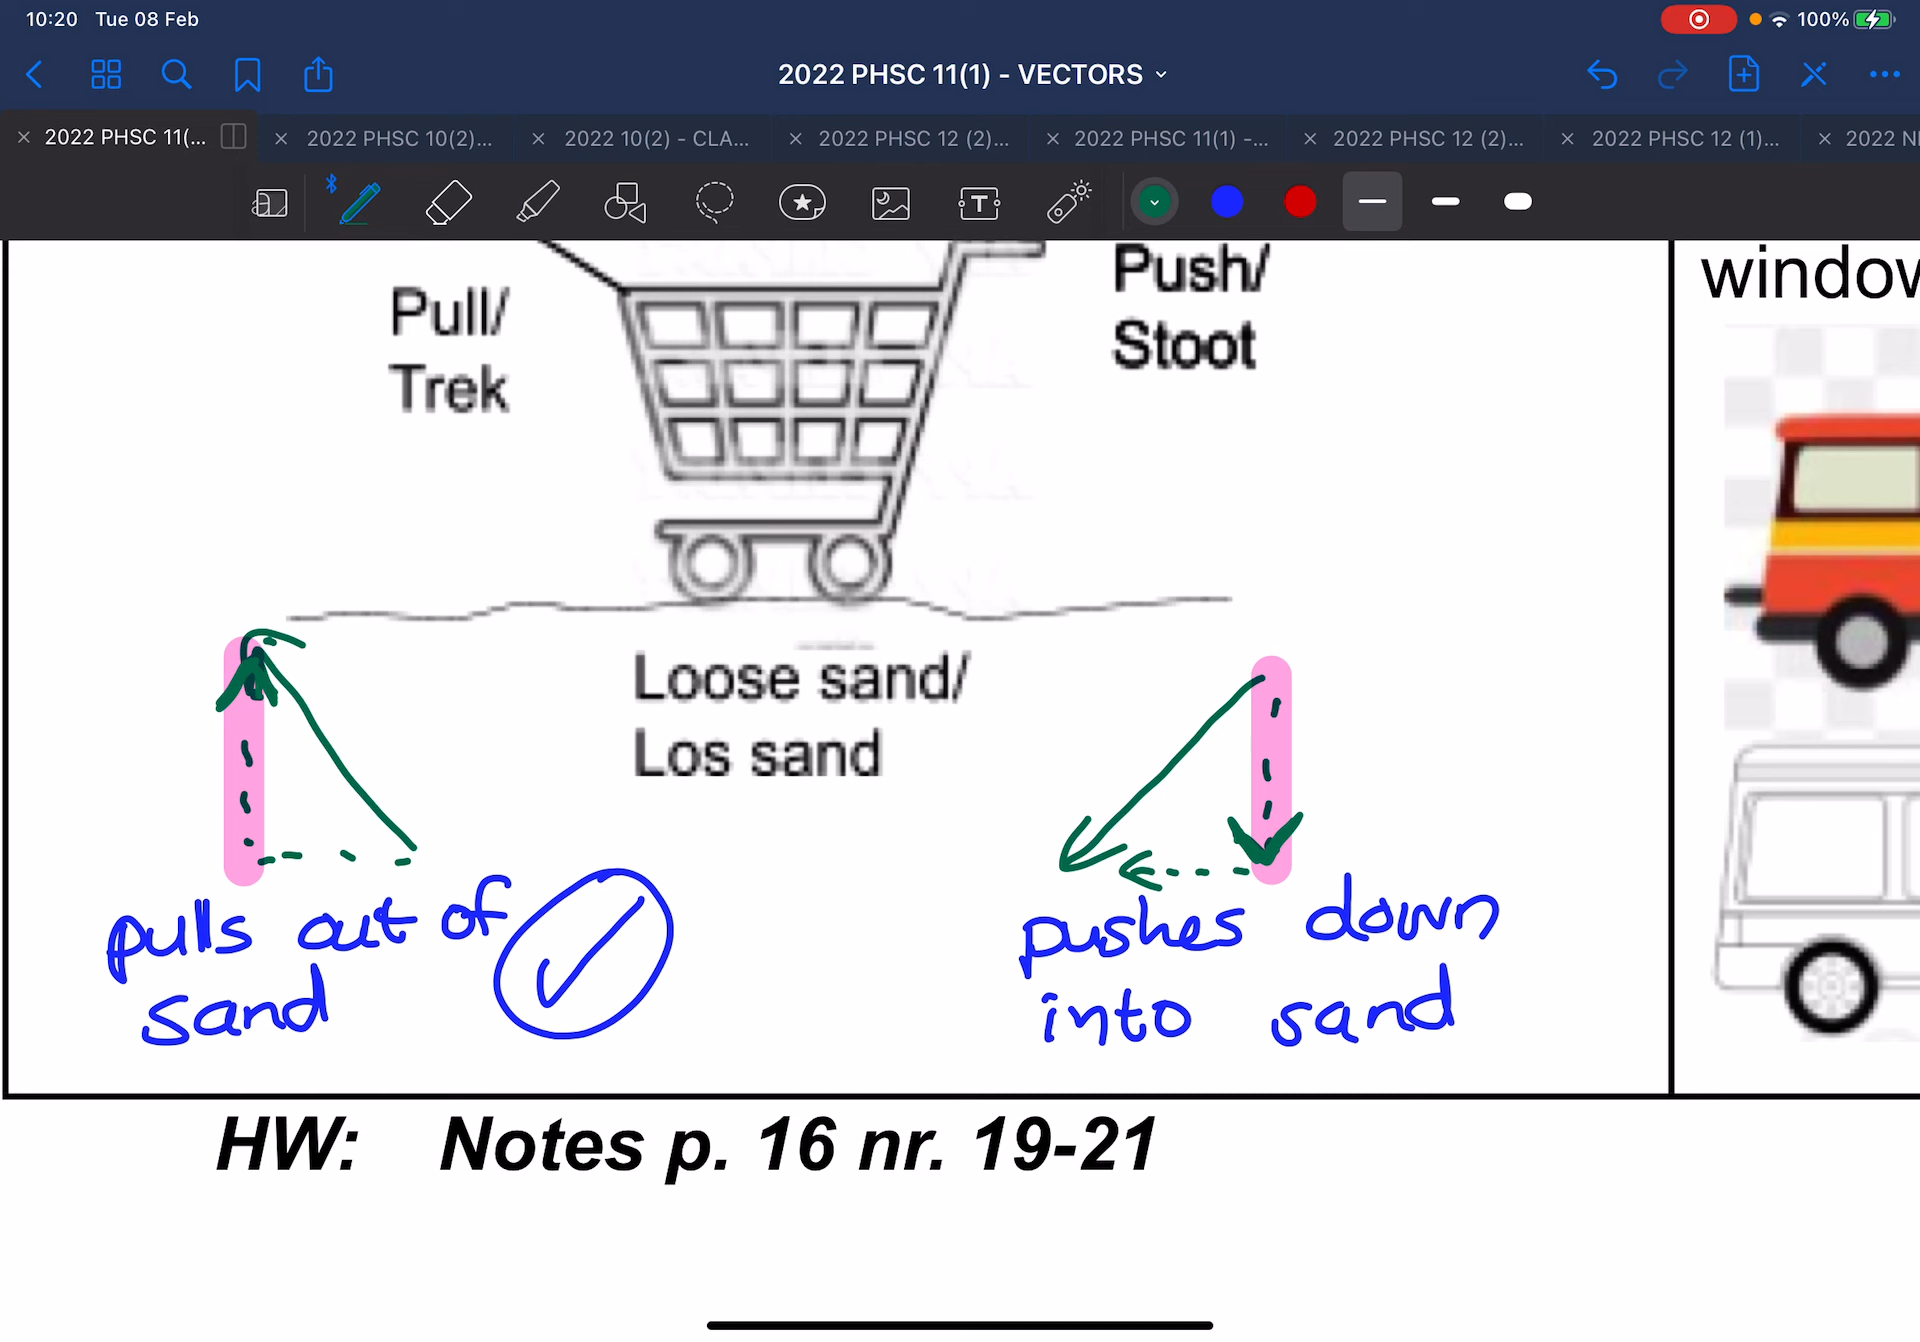 10:20 Tue 08 Feb
100%
2022 PHSC 11(1) - VECTORS
2022 PHSC 11(...
2022 PHSC 10(2)...
2022 10(2) - CLA...
2022 PHSC 12 (2)...
2022 PHSC 11(1) -...
2022 PHSC 12 (2)...
2022 PHSC 12 (1)...
2022 N
T
Pull/
Trek
Push/
Stoot
window
Loose sand/
Los sand
pulls out of
sand
pushes down
into sand
HW: Notes p. 16 nr. 19-21